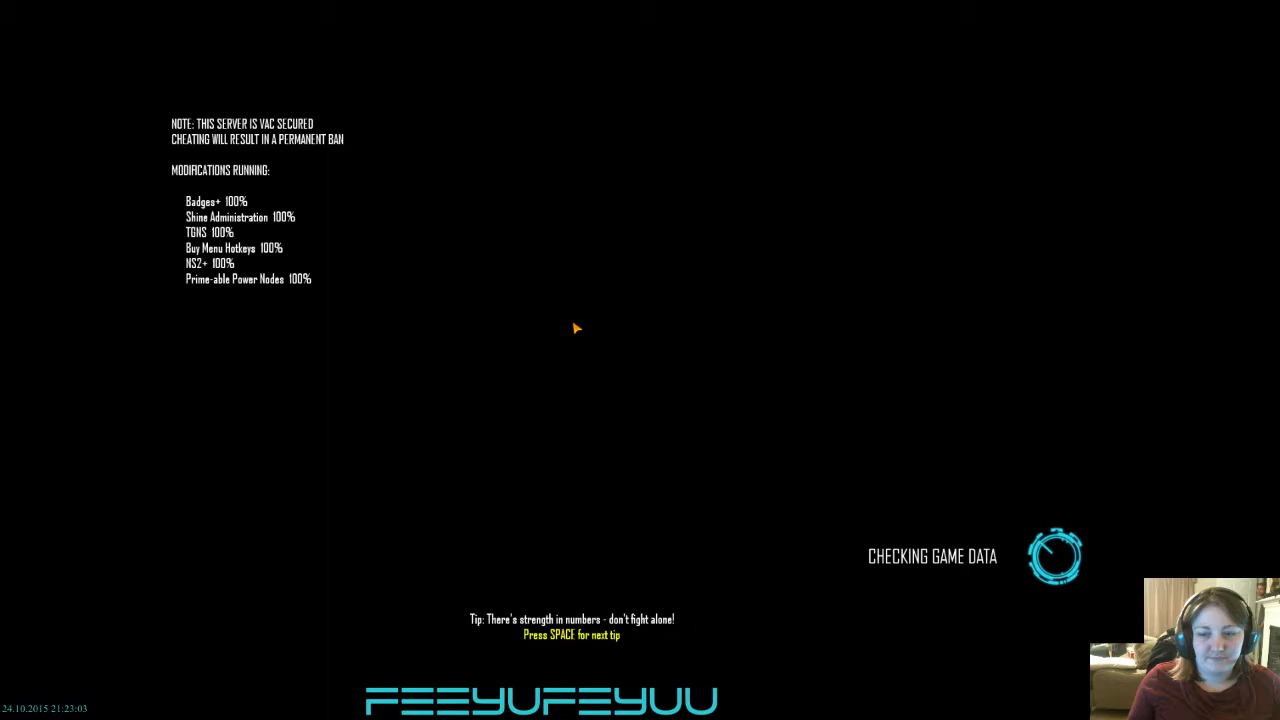 NOTE: THIS SERVER IS VAC SECURED
CHEATING WILL RESULT IN A PERMANENT BAN
MODIFICATIONS RUNNING:
Badges+ 100%
Shine Administration 100%
TGNS 100%
Buy Menu Hotkeys 100%
NS2+ 100%
Prime-able Power Nodes 100%
CHECKING GAME DATA
Tip: There's strength in numbers - don't fight alone!
Press SPACE for next tip
FEEYUFEYUU
24.10.2015 21:23:03